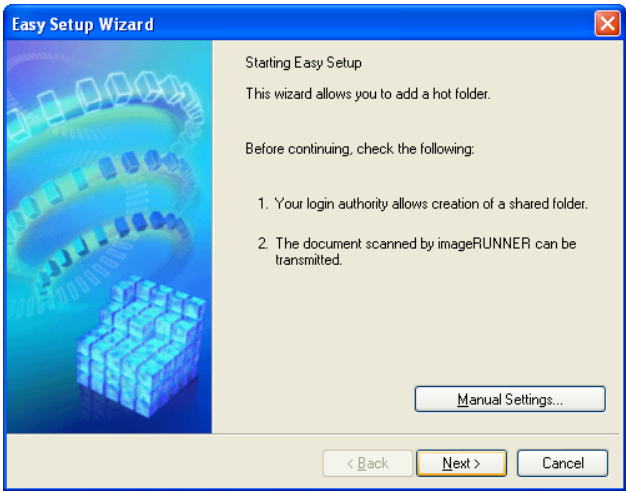 Easy Setup Wizard
Starting Easy Setup
This wizard allows you to add a hot folder.
Before continuing, check the following:
1. Your login authority allows creation of a shared folder.
2. The document scanned by imageRUNNER can be
transmitted.
Manual Settings...
< Back
Next >
Cancel